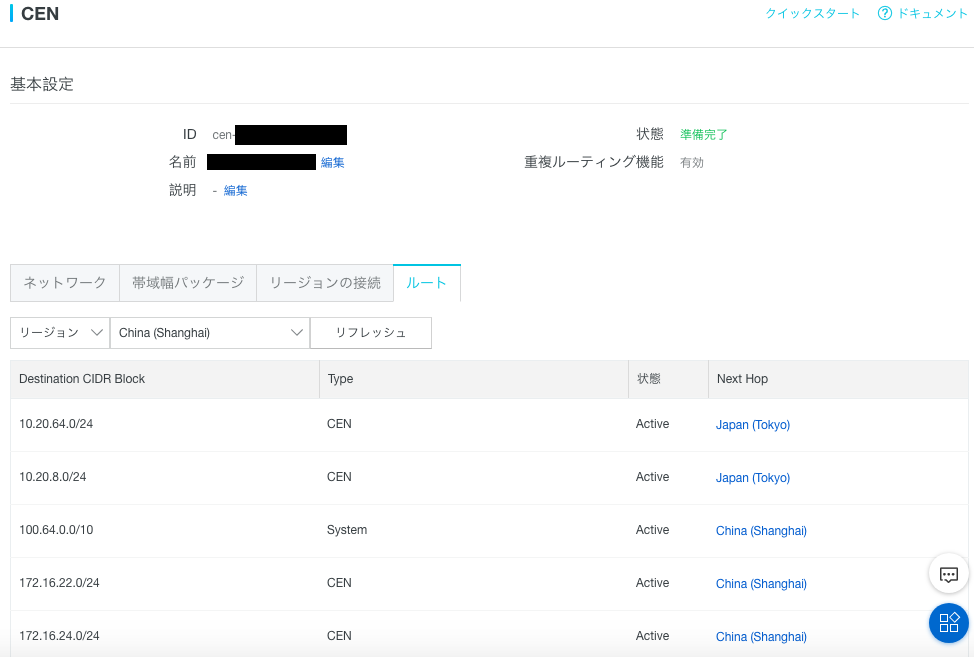 CEN
クイックスタート ? ドキュメント
基本設定
ID cen-
状態 準備完了
名前 編集
重複ルーティング機能 有効
説明 - 編集
ネットワーク 帯域幅パッケージ リージョンの接続 ルート
リージョン China (Shanghai) リフレッシュ
Destination CIDR Block Type 状態 Next Hop
10.20.64.0/24 CEN Active Japan (Tokyo)
10.20.8.0/24 CEN Active Japan (Tokyo)
100.64.0.0/10 System Active China (Shanghai)
172.16.22.0/24 CEN Active China (Shanghai)
172.16.24.0/24 CEN Active China (Shanghai)